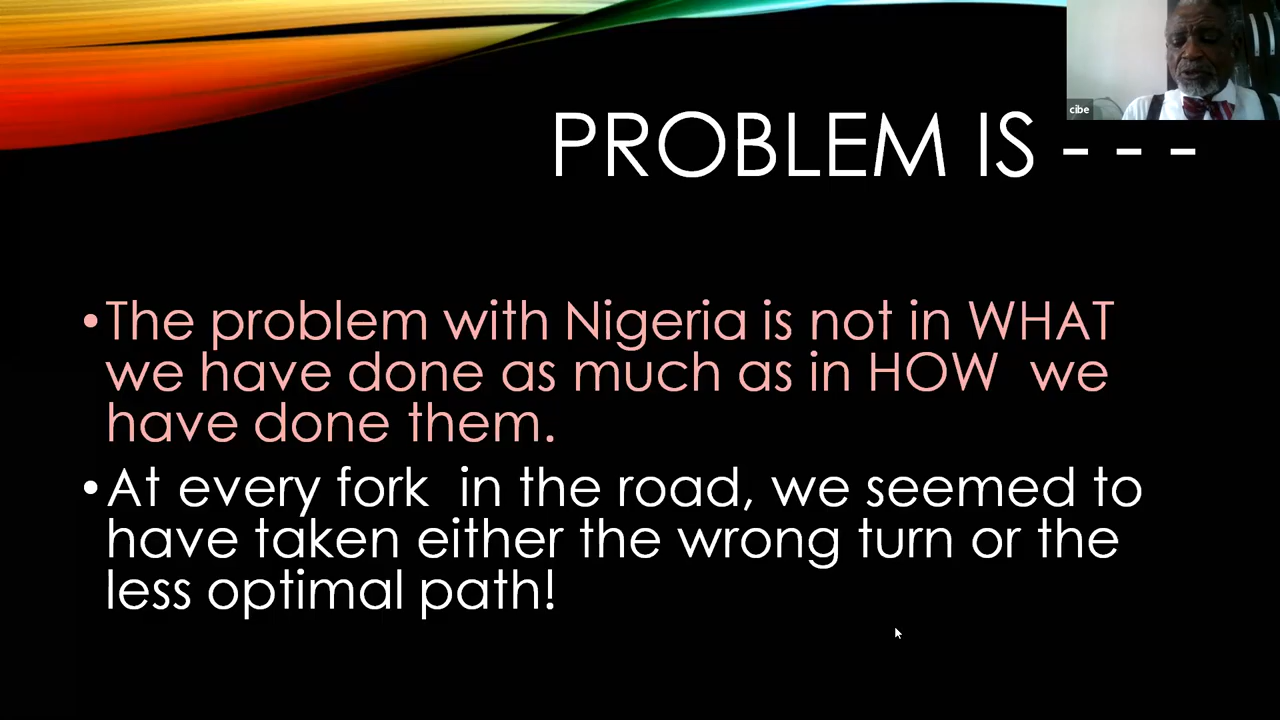 cibe
PROBLEM IS - - -
•The problem with Nigeria is not in WHAT
we have done as much as in HOW  we
have done them.
•At every fork  in the road, we seemed to
have taken either the wrong turn or the
less optimal path!